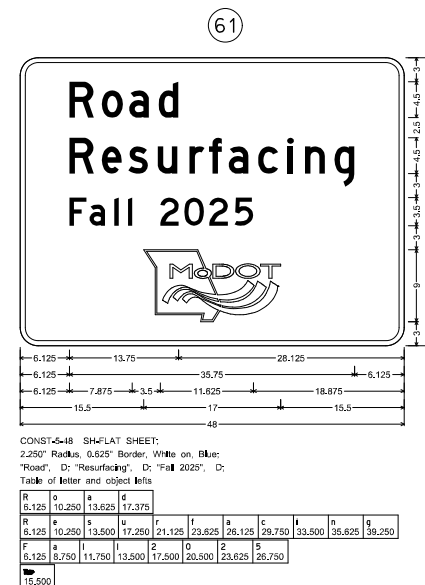 61
Road
Resurfacing
Fall 2025
MoDOT
3
4.5
2.5
4.5
3
3.5
3
9
3
6.125 13.75 28.125
6.125 35.75 6.125
6.125 7.875 3.5 11.625 18.875
15.5 17 15.5
48
CONST-5-48 SH-FLAT SHEET;
2.250" Radius, 0.625" Border, White on, Blue;
"Road", D; "Resurfacing", D; "Fall 2025", D;
Table of letter and object lefts
R o a d
6.125 10.250 13.625 17.375
R e s u r f a c i n g
6.125 10.250 13.500 17.250 21.125 23.625 26.125 29.750 33.500 35.625 39.250
F a l l 2 0 2 5
6.125 8.750 11.750 13.500 17.500 20.500 23.625 26.750
15.500